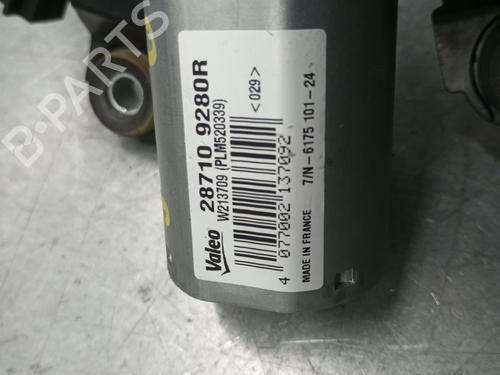 Valeo
28710 9280R
W213709 (PLM520339)
<029>
4 077002 137092
MADE IN FRANCE 7/N-6175 101-24
B-PARTS